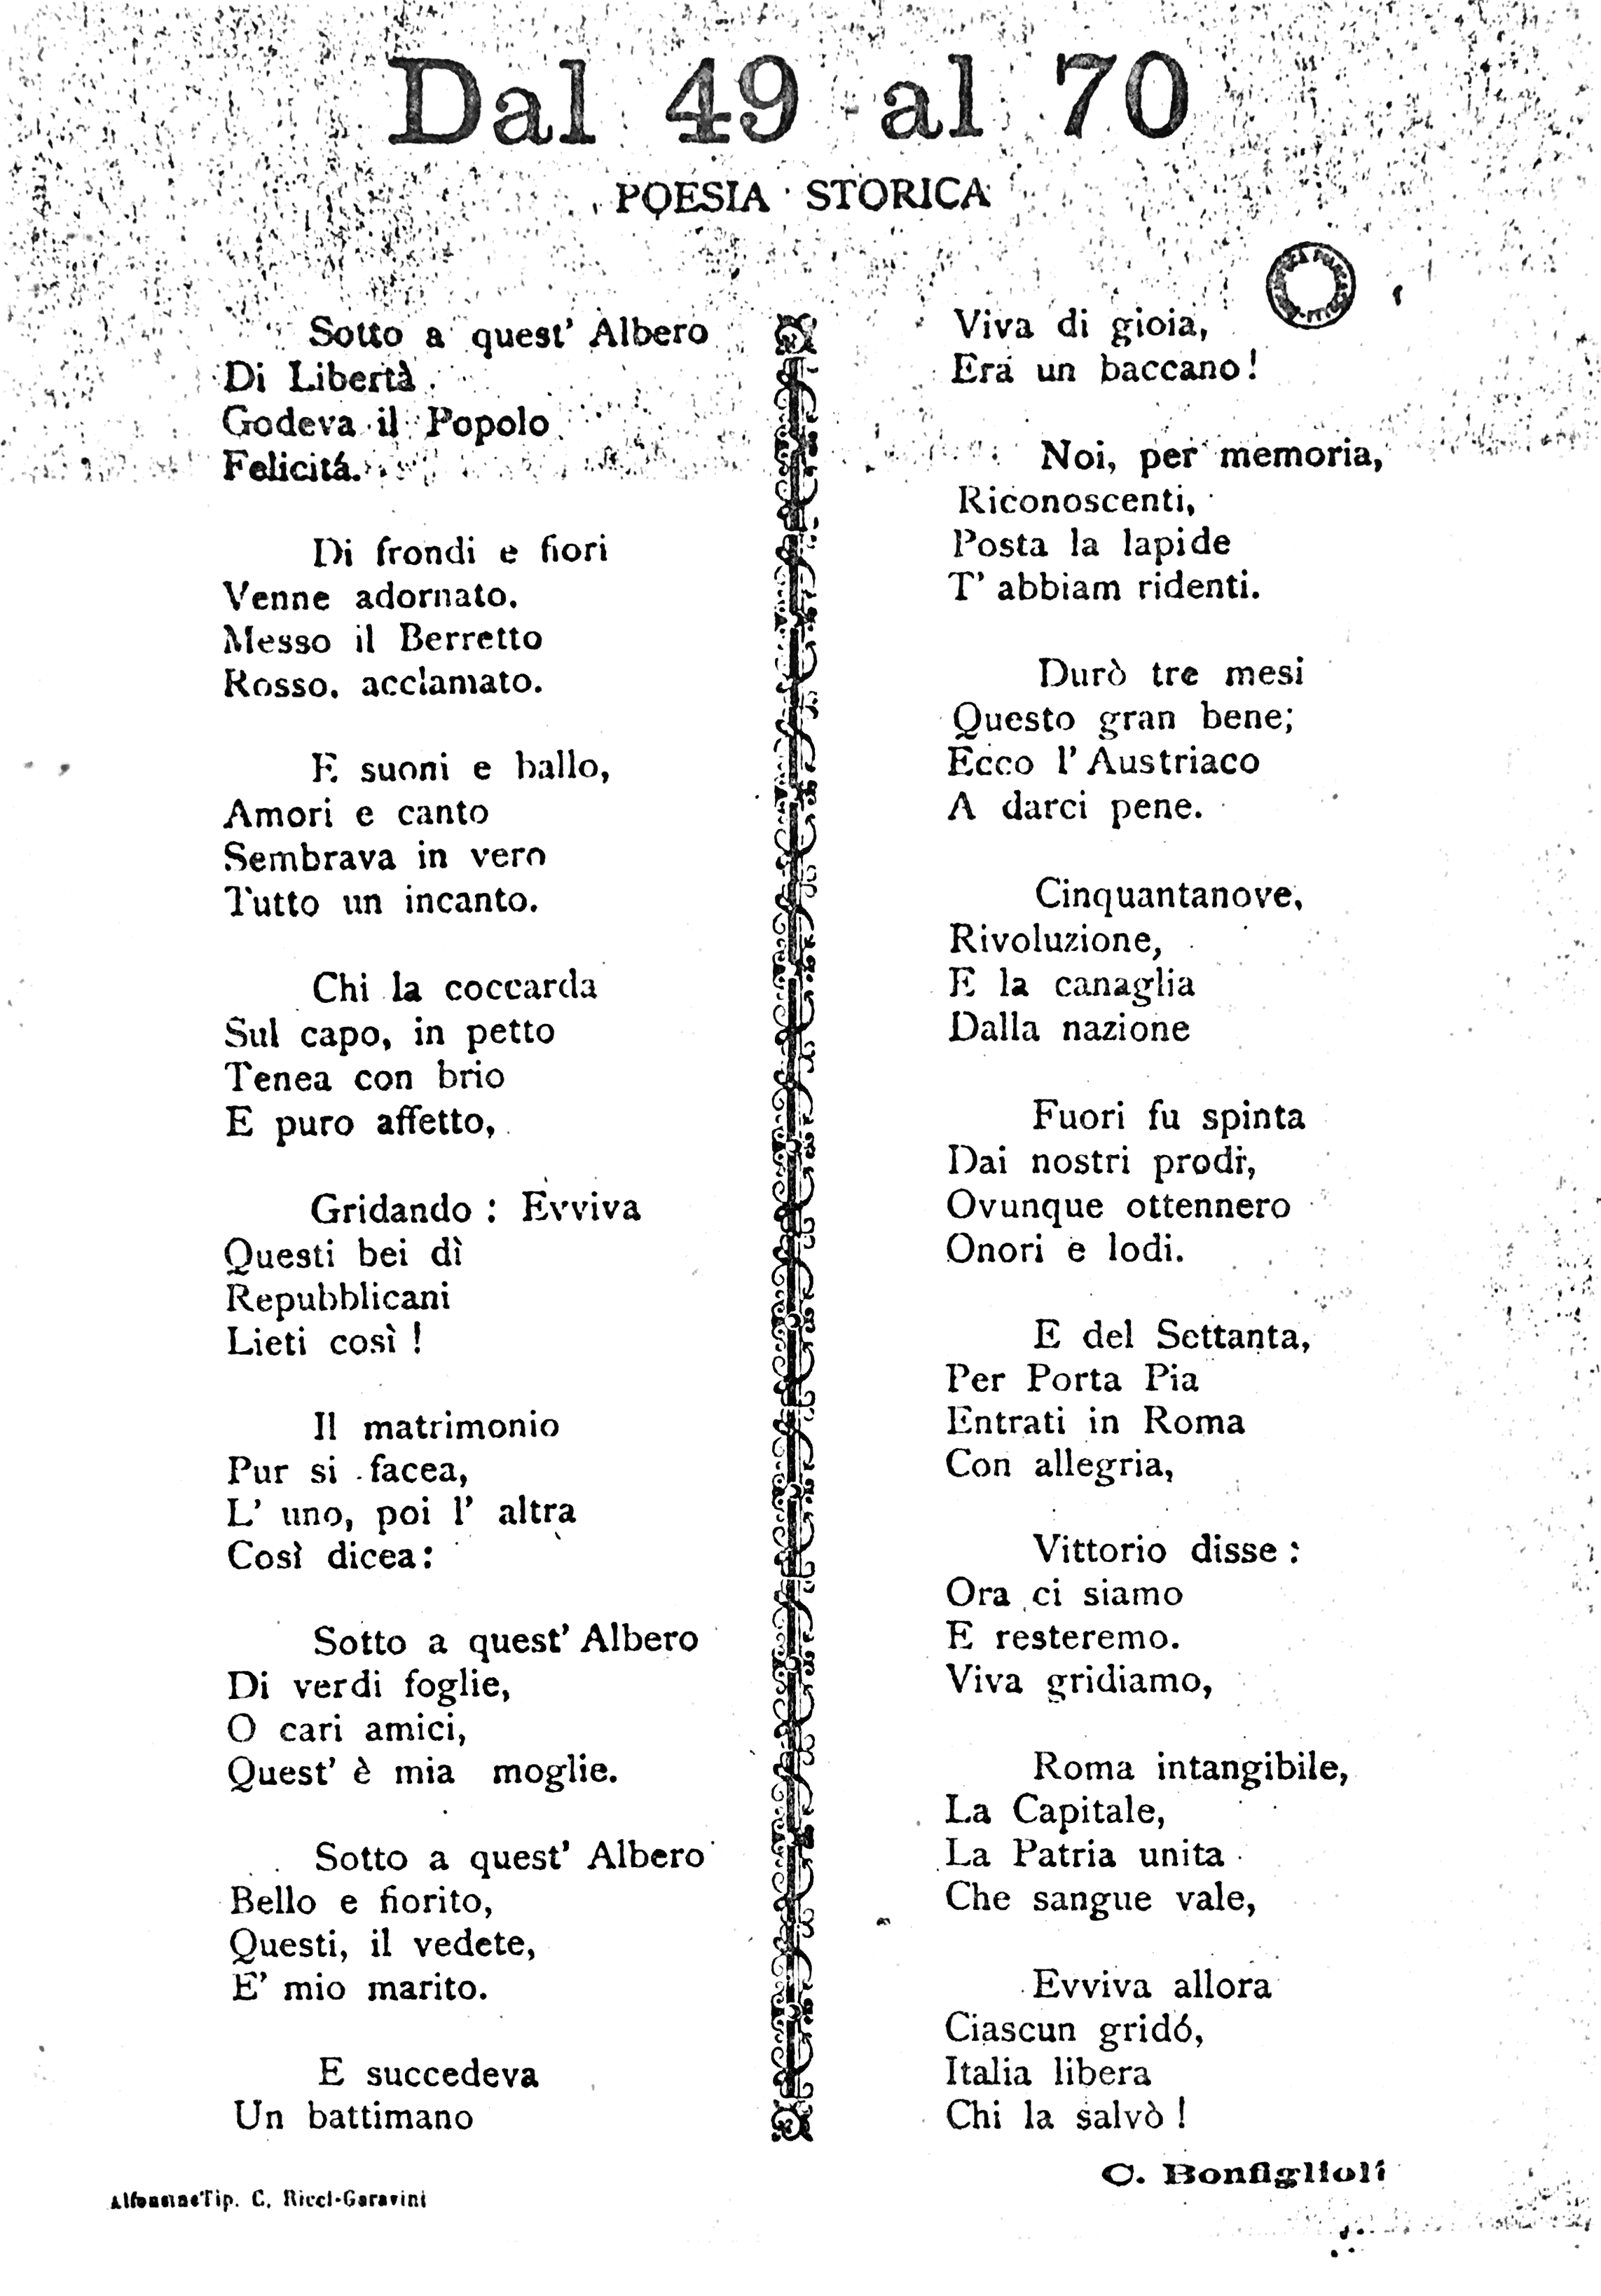 Dal 49 al 70
POESIA STORICA
Sotto a quest' Albero
Di Libertà
Godeva il Popolo
Felicitá.
Di frondi e fiori
Venne adornato.
Messo il Berretto
Rosso. acclamato.
E suoni e ballo,
Amori e canto
Sembrava in vero
Tutto un incanto.
Chi la coccarda
Sul capo, in petto
Tenea con brio
E puro affetto,
Gridando : Evviva
Questi bei dì
Repubblicani
Lieti così !
Il matrimonio
Pur si facea,
L' uno, poi l' altra
Così dicea:
Sotto a quest' Albero
Di verdi foglie,
O cari amici,
Quest' è mia moglie.
Sotto a quest' Albero
Bello e fiorito,
Questi, il vedete,
E' mio marito.
E succedeva
Un battimano
Viva di gioia,
Era un baccano!
Noi, per memoria,
Riconoscenti,
Posta la lapide
T' abbiam ridenti.
Durò tre mesi
Questo gran bene;
Ecco l' Austriaco
A darci pene.
Cinquantanove,
Rivoluzione,
E la canaglia
Dalla nazione
Fuori fu spinta
Dai nostri prodi,
Ovunque ottennero
Onori e lodi.
E del Settanta,
Per Porta Pia
Entrati in Roma
Con allegria,
Vittorio disse :
Ora ci siamo
E resteremo.
Viva gridiamo,
Roma intangibile,
La Capitale,
La Patria unita
Che sangue vale,
Evviva allora
Ciascun gridó,
Italia libera
Chi la salvò !
C. Bonfiglioli
Alfonsine Tip. C. Ricci-Garavini